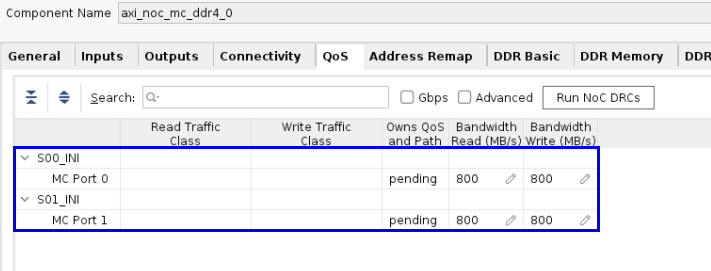 Component Name axi_noc_mc_ddr4_0
General Inputs Outputs Connectivity QoS Address Remap DDR Basic DDR Memory DDR
Search: Q- Gbps Advanced Run NoC DRCs
Read Traffic Write Traffic Owns QoS Bandwidth Bandwidth
Class Class and Path Read (MB/s) Write (MB/s)
S00_INI
MC Port 0 pending 800 800
S01_INI
MC Port 1 pending 800 800